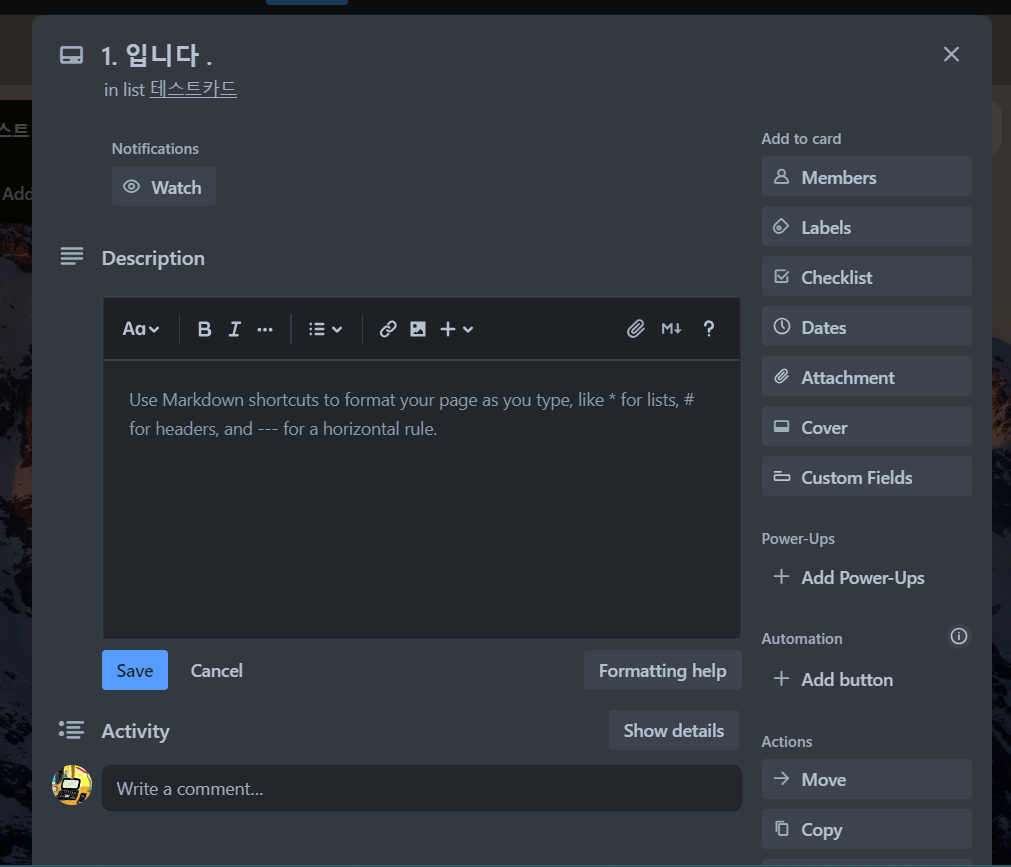 1. 입니다 .
in list 테스트카드
스트
Add
Notifications
Watch
Description
Aa
B I ...
M
?
Use Markdown shortcuts to format your page as you type, like * for lists, #
for headers, and --- for a horizontal rule.
Save
Cancel
Formatting help
Activity
Show details
Write a comment...
Add to card
Members
Labels
Checklist
Dates
Attachment
Cover
Custom Fields
Power-Ups
+ Add Power-Ups
Automation
+ Add button
Actions
Move
Copy